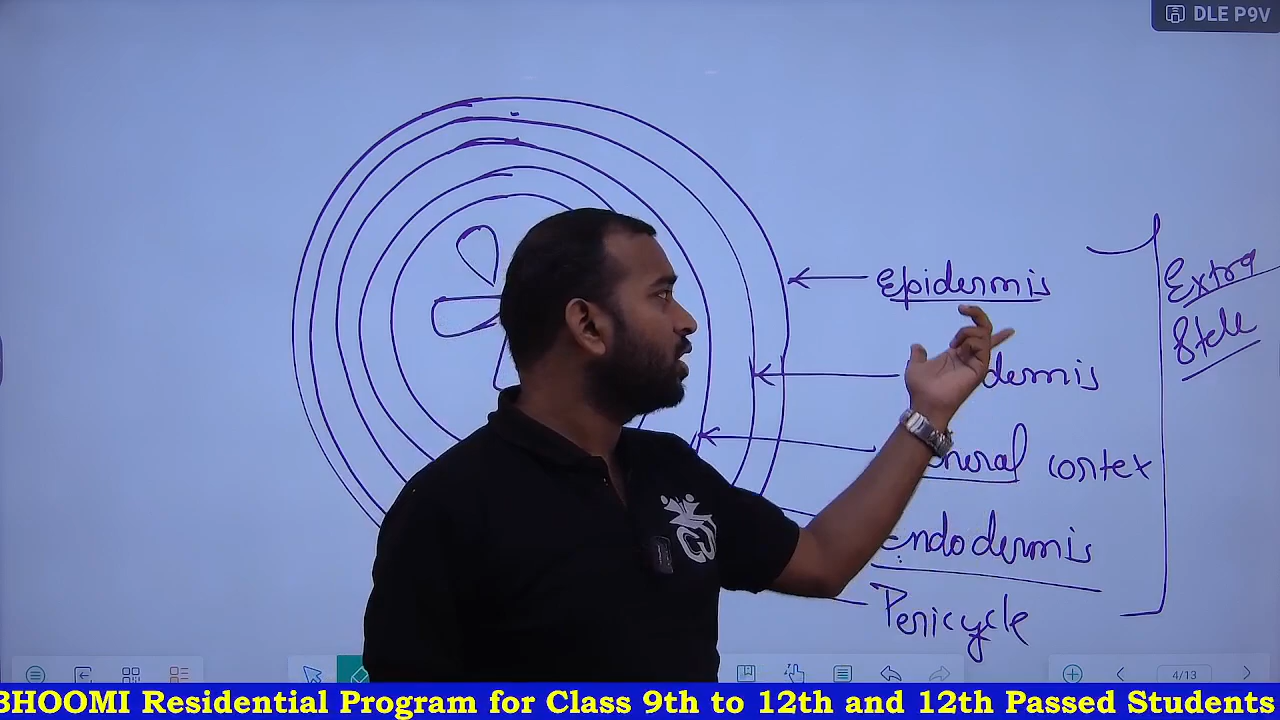 DLE P9V
Epidermis
dermis
General cortex
Endodermis
Pericycle
Extra
Stele
4/13
BHOOMI Residential Program for Class 9th to 12th and 12th Passed Students